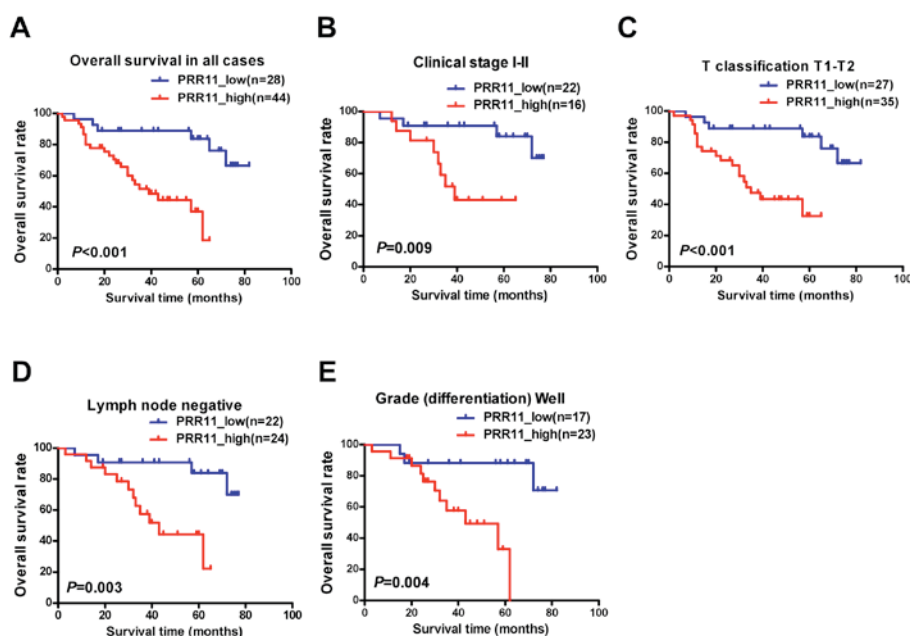 A
Overall survival in all cases
PRR11_low(n=28)
PRR11_high(n=44)
Overall survival rate
100
80
60
40
20
P<0.001
0 20 40 60 80 100
Survival time (months)
B
Clinical stage I-II
PRR11_low(n=22)
PRR11_high(n=16)
Overall survival rate
100
80
60
40
20
P=0.009
0 20 40 60 80 100
Survival time (months)
C
T classification T1-T2
PRR11_low(n=27)
PRR11_high(n=35)
Overall survival rate
100
80
60
40
20
P<0.001
0 20 40 60 80 100
Survival time (months)
D
Lymph node negative
PRR11_low(n=22)
PRR11_high(n=24)
Overall survival rate
100
80
60
40
20
P=0.003
0 20 40 60 80 100
Survival time (months)
E
Grade (differentiation) Well
PRR11_low(n=17)
PRR11_high(n=23)
Overall survival rate
100
80
60
40
20
P=0.004
0 20 40 60 80 100
Survival time (months)